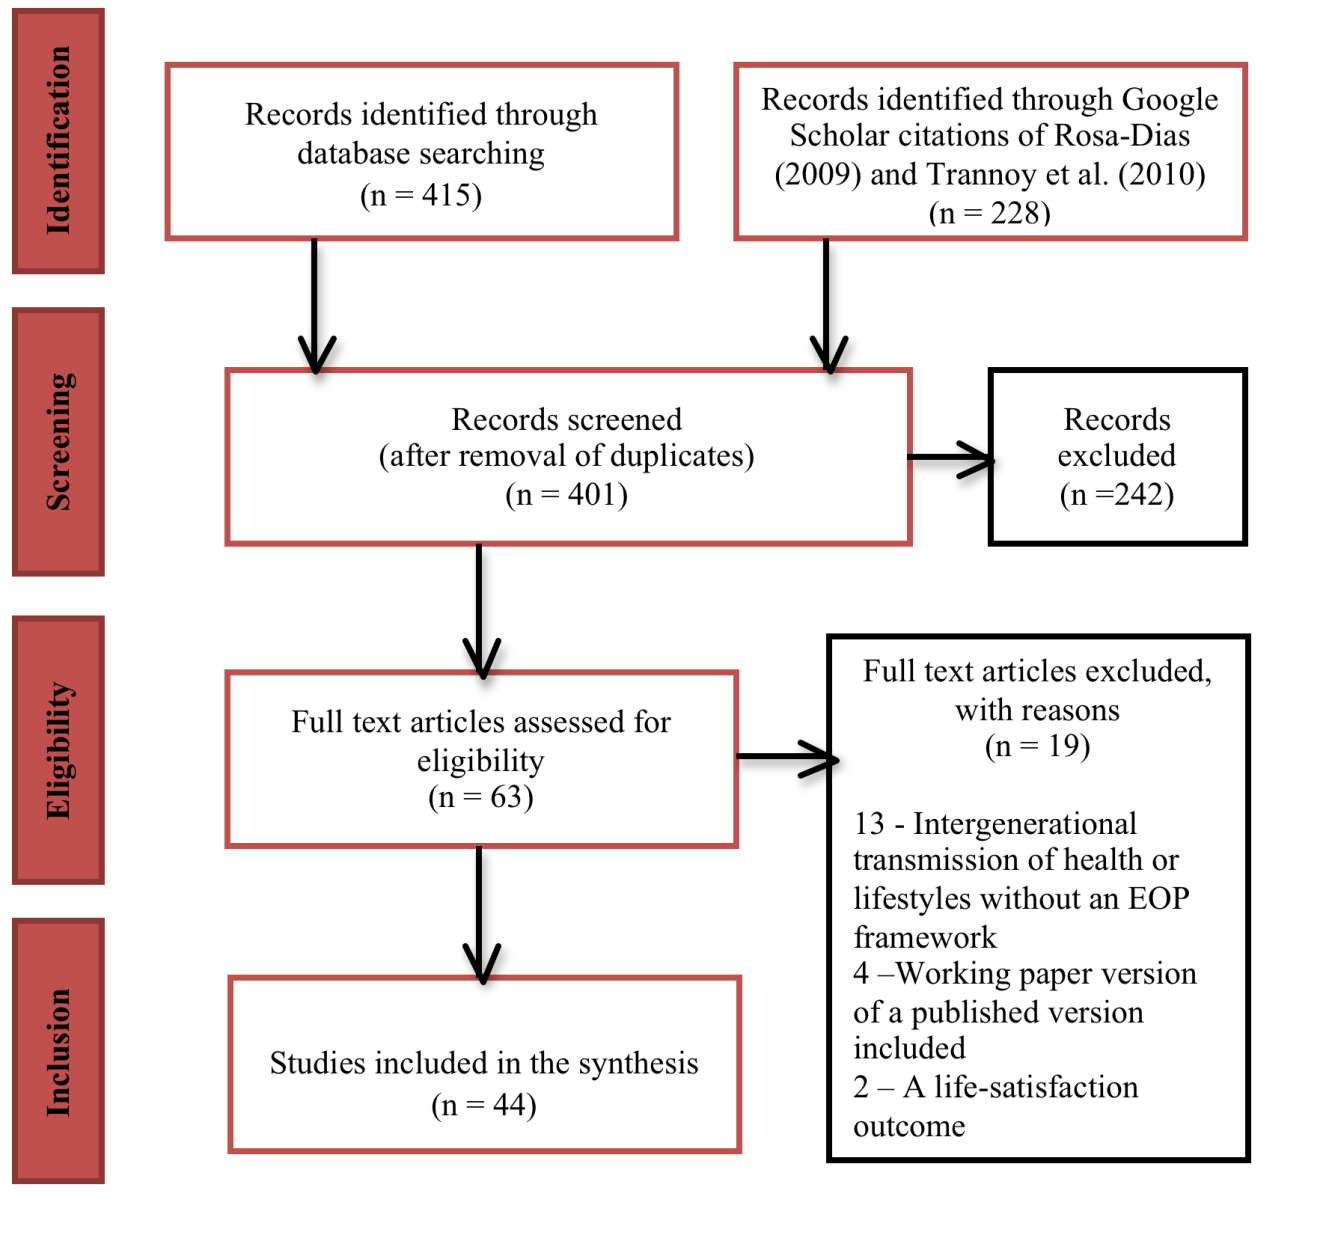 Identification
Records identified through
database searching
(n = 415)
Records identified through Google
Scholar citations of Rosa-Dias
(2009) and Trannoy et al. (2010)
(n = 228)
Screening
Records screened
(after removal of duplicates)
(n = 401)
Records
excluded
(n =242)
Eligibility
Full text articles assessed for
eligibility
(n = 63)
Full text articles excluded,
with reasons
(n = 19)
13 - Intergenerational
transmission of health or
lifestyles without an EOP
framework
4 –Working paper version
of a published version
included
2 – A life-satisfaction
outcome
Inclusion
Studies included in the synthesis
(n = 44)